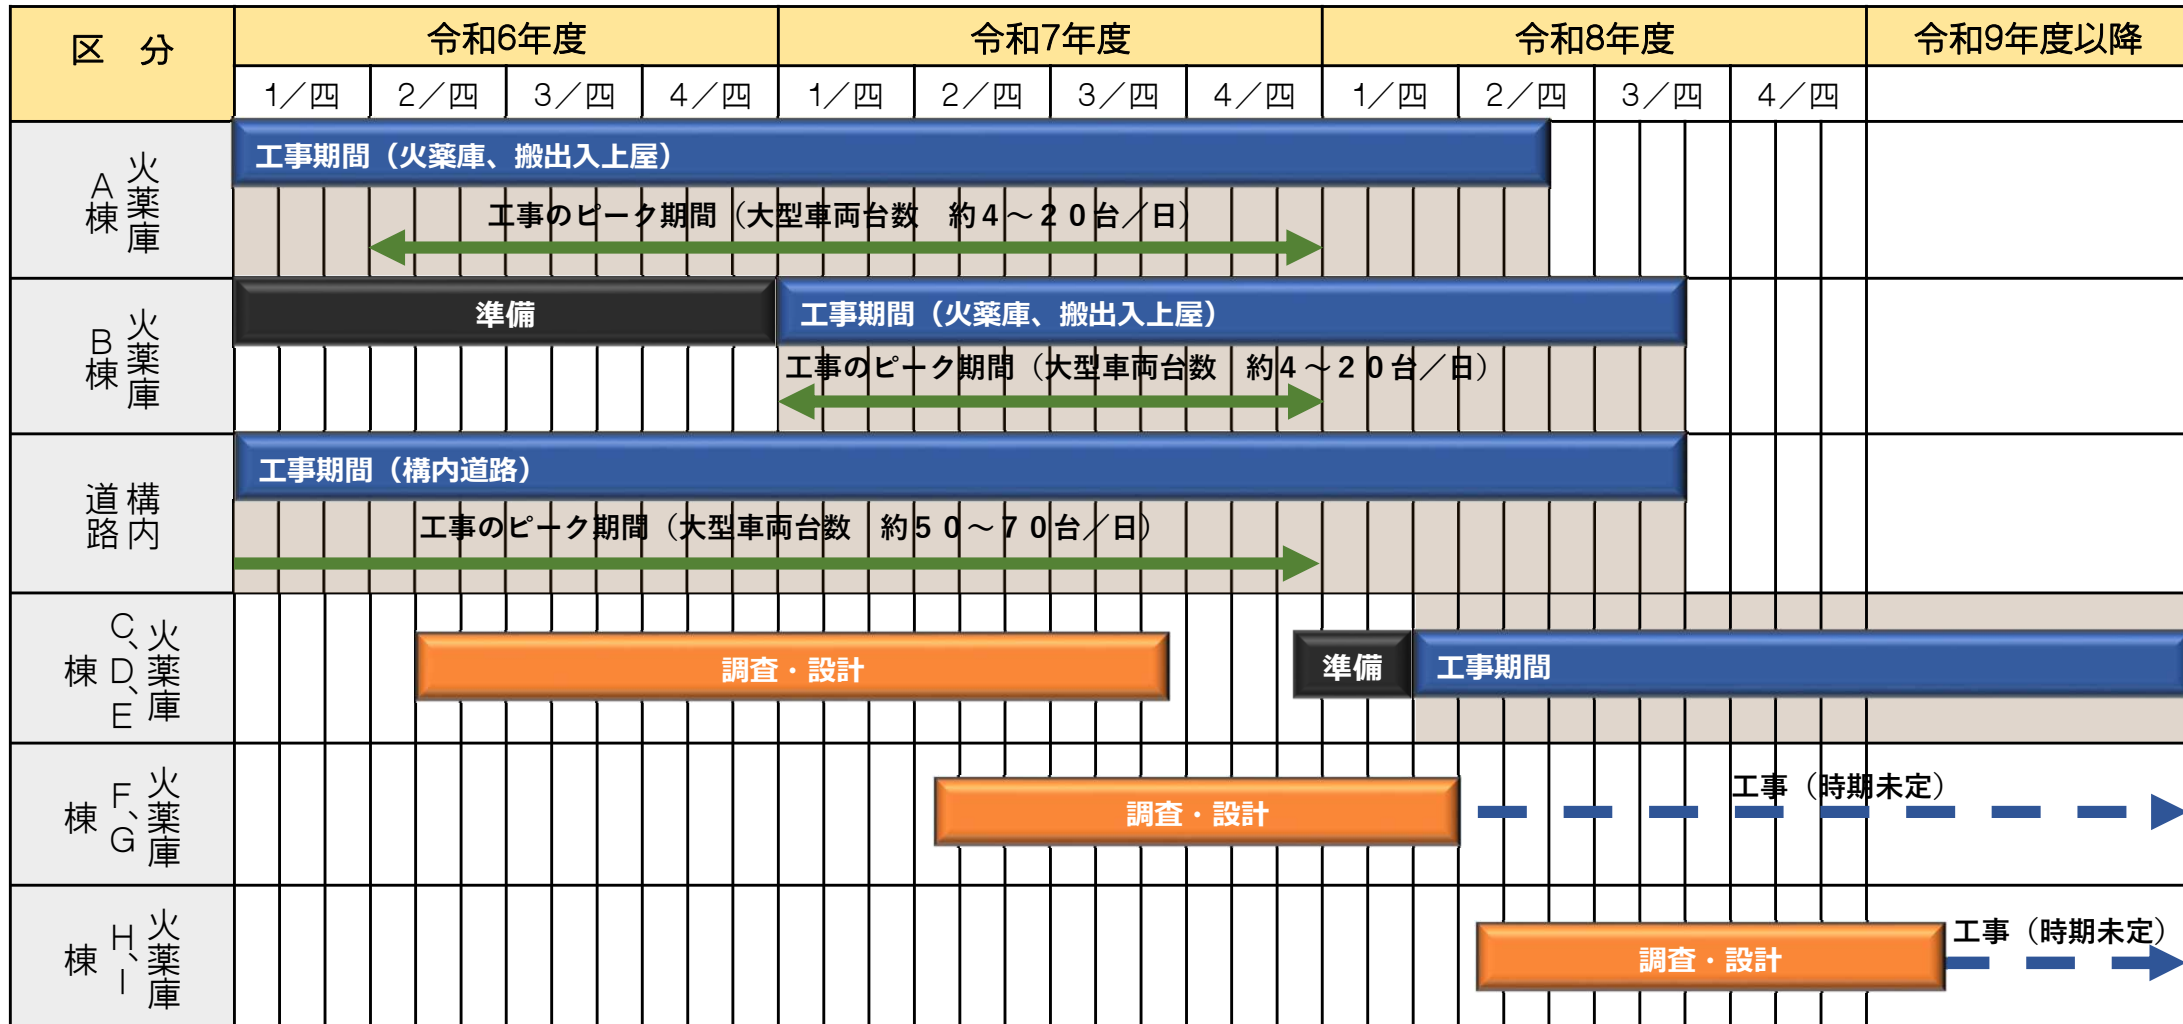 区　分
令和6年度
令和7年度
令和8年度
令和9年度以降
1／四
2／四
3／四
4／四
1／四
2／四
3／四
4／四
1／四
2／四
3／四
4／四
火薬庫
A棟
工事期間（火薬庫、搬出入上屋）
工事のピーク期間（大型車両台数　約４～２０台／日）
火薬庫
B棟
準備
工事期間（火薬庫、搬出入上屋）
工事のピーク期間（大型車両台数　約４～２０台／日）
構内
道路
工事期間（構内道路）
工事のピーク期間（大型車両台数　約５０～７０台／日）
火薬庫
C、D、E
棟
調査・設計
準備
工事期間
火薬庫
F、G
棟
調査・設計
工事（時期未定）
火薬庫
H、I
棟
調査・設計
工事（時期未定）